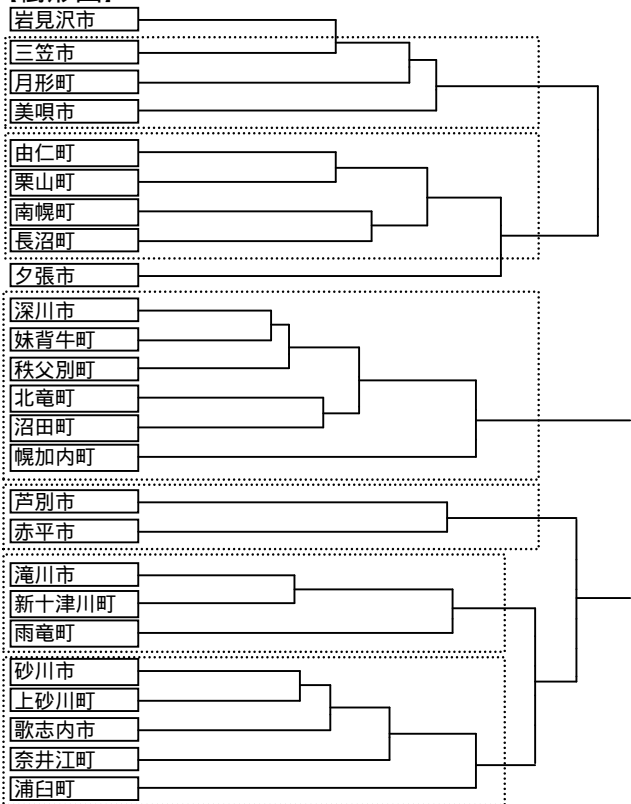 岩見沢市
三笠市
月形町
美唄市
由仁町
栗山町
南幌町
長沼町
夕張市
深川市
妹背牛町
秩父別町
北竜町
沼田町
幌加内町
芦別市
赤平市
滝川市
新十津川町
雨竜町
砂川市
上砂川町
歌志内市
奈井江町
浦臼町